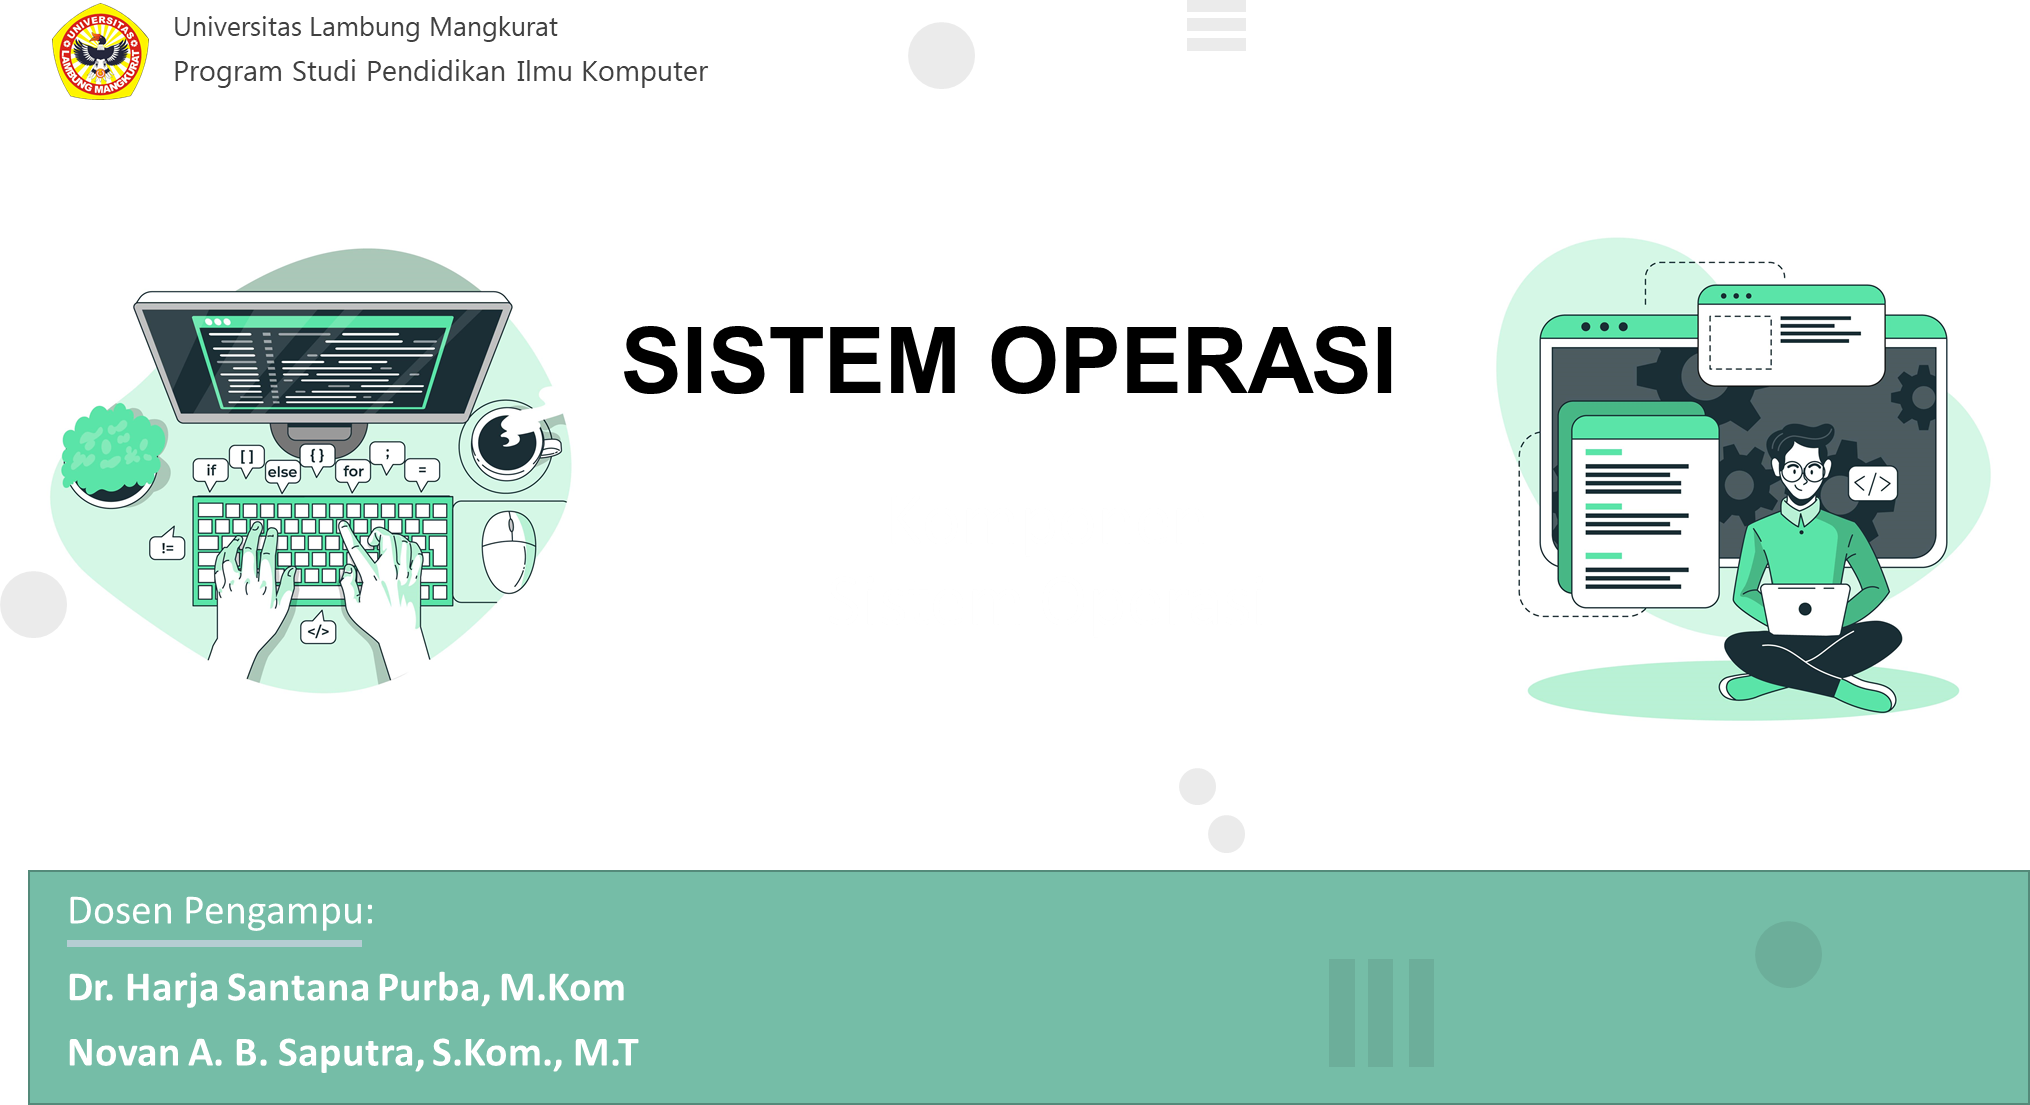 UNIVERSITAS
LAMBUNG MANGKURAT
Universitas Lambung Mangkurat
Program Studi Pendidikan Ilmu Komputer
SISTEM OPERASI
if
[ ]
else
{ }
for
;
=
!=
</>
</>
Dosen Pengampu:
Dr. Harja Santana Purba, M.Kom
Novan A. B. Saputra, S.Kom., M.T